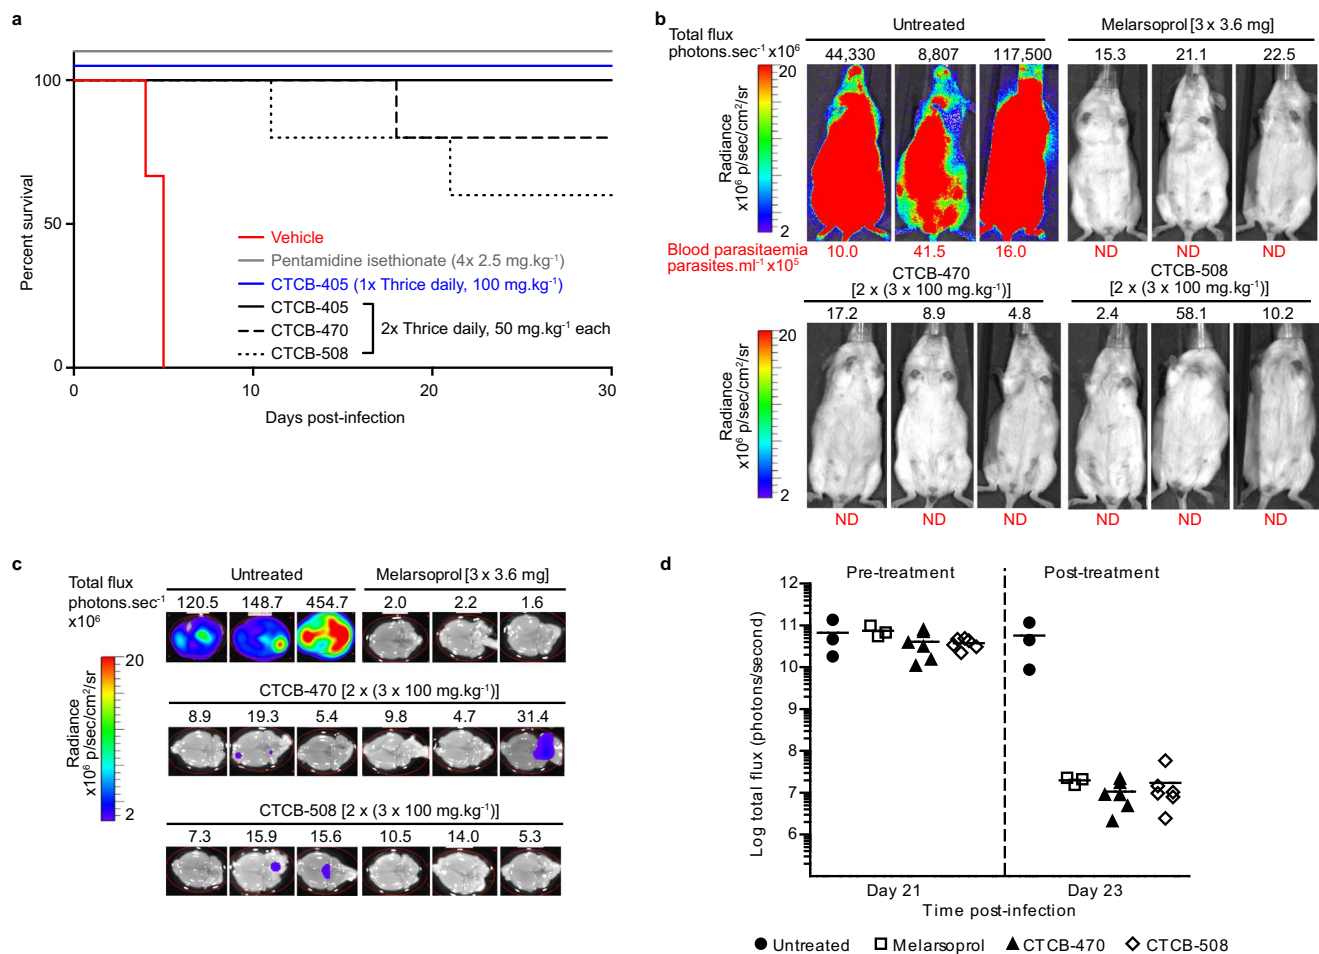 a
100
50
0
0
10
20
30
Percent survival
Days post-infection
Vehicle
Pentamidine isethionate (4x 2.5 mg.kg⁻¹)
CTCB-405 (1x Thrice daily, 100 mg.kg⁻¹)
CTCB-405
CTCB-470
CTCB-508
2x Thrice daily, 50 mg.kg⁻¹ each
b
Untreated
Melarsoprol [3 x 3.6 mg]
Total flux
photons.sec⁻¹ x10⁶
44,330
8,807
117,500
15.3
21.1
22.5
20
2
Radiance
x10⁶ p/sec/cm²/sr
Blood parasitaemia
parasites.ml⁻¹ x10⁵
10.0
41.5
16.0
ND
ND
ND
CTCB-470
[2 x (3 x 100 mg.kg⁻¹)]
CTCB-508
[2 x (3 x 100 mg.kg⁻¹)]
17.2
8.9
4.8
2.4
58.1
10.2
20
2
Radiance
x10⁶ p/sec/cm²/sr
ND
ND
ND
ND
ND
ND
c
Total flux
photons.sec⁻¹
x10⁶
Untreated
Melarsoprol [3 x 3.6 mg]
120.5
148.7
454.7
2.0
2.2
1.6
20
2
Radiance
x10⁶ p/sec/cm²/sr
CTCB-470 [2 x (3 x 100 mg.kg⁻¹)]
8.9
19.3
5.4
9.8
4.7
31.4
CTCB-508 [2 x (3 x 100 mg.kg⁻¹)]
7.3
15.9
15.6
10.5
14.0
5.3
d
Pre-treatment
Post-treatment
12
11
10
8
7
6
Log total flux (photons/second)
Day 21
Day 23
Time post-infection
Untreated
Melarsoprol
CTCB-470
CTCB-508